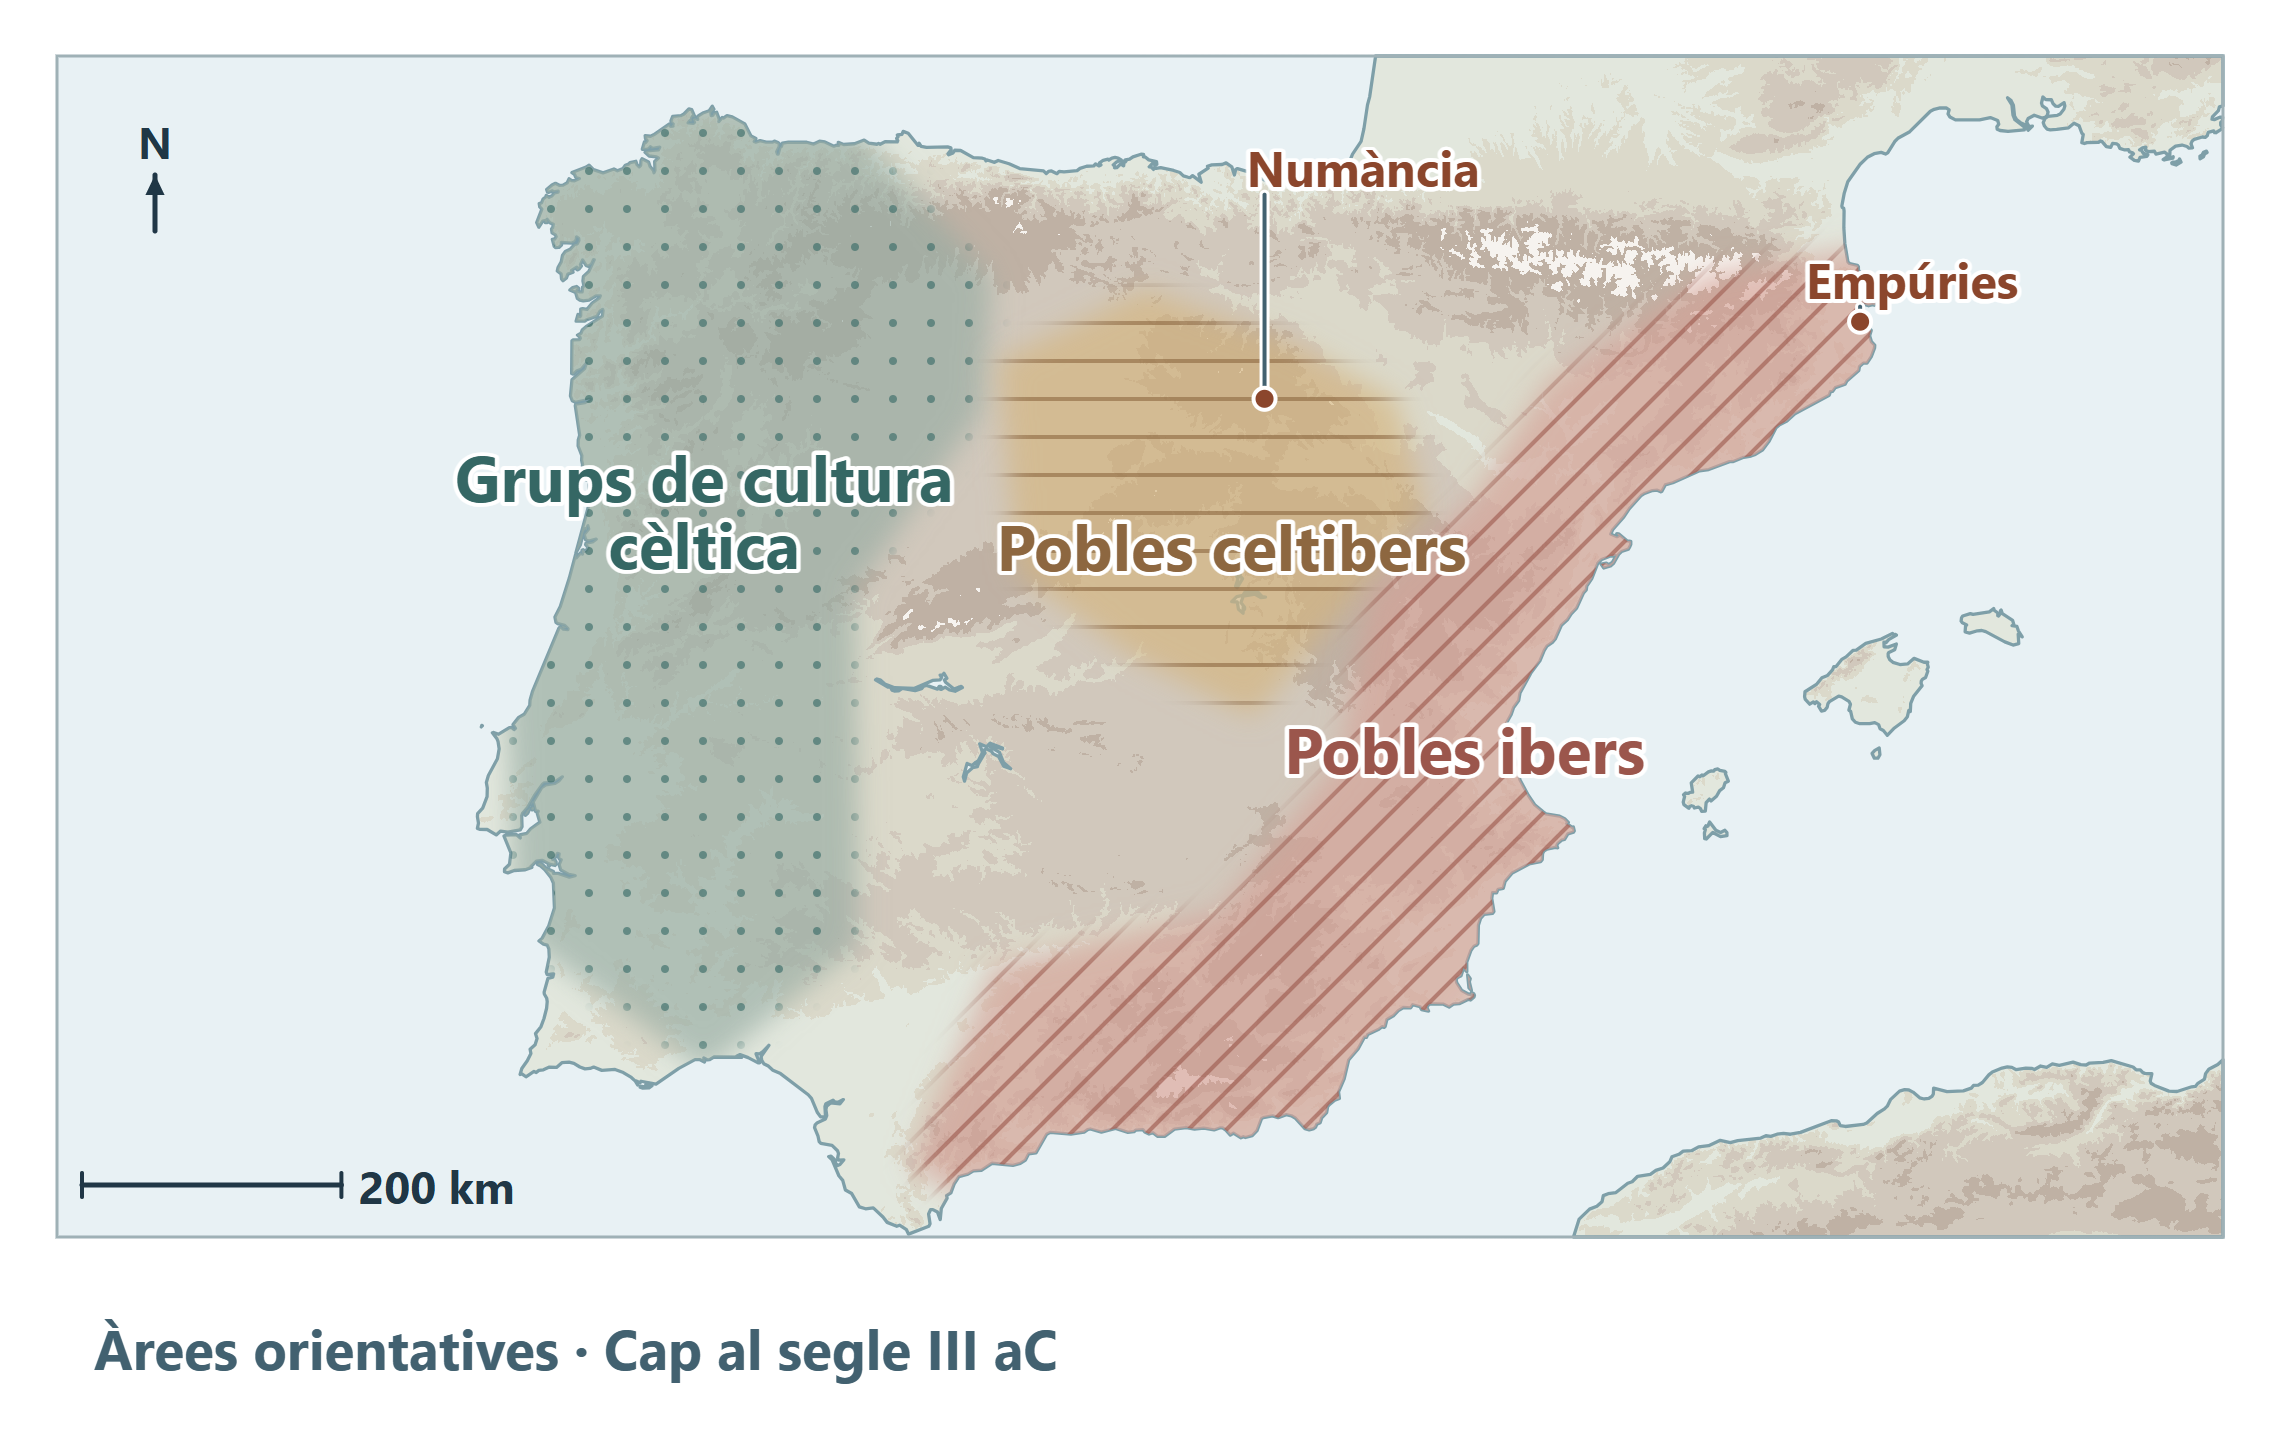 N
Numància
Empúries
Grups de cultura
cèltica
Pobles celtibers
Pobles ibers
200 km
Àrees orientatives · Cap al segle III aC